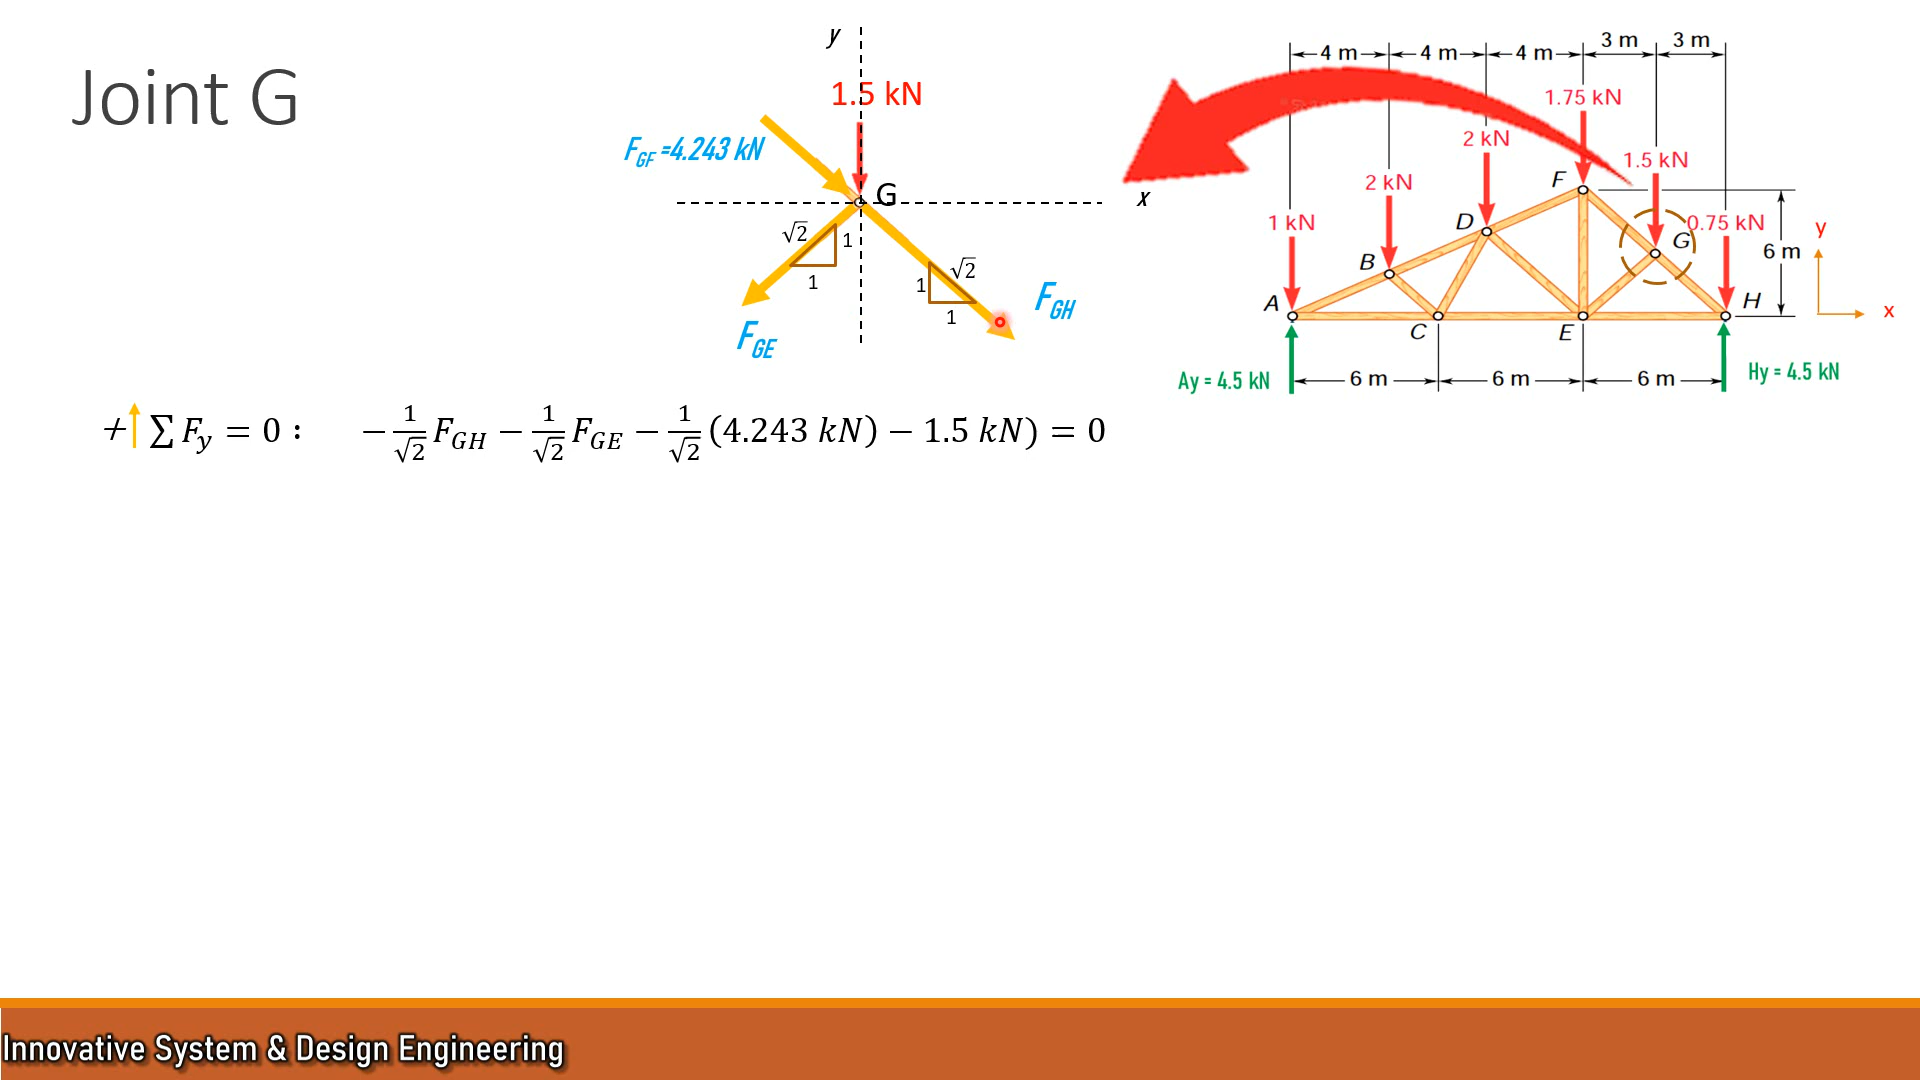 Joint G
y
1.5 kN
F_GF =4.243 kN
G
x
√2
1
1
√2
1
1
F_GE
F_GH
4 m
4 m
4 m
3 m
3 m
1.75 kN
2 kN
1.5 kN
2 kN
1 kN
0.75 kN
F
D
G
B
A
H
C
E
6 m
y
x
Ay = 4.5 kN
6 m
6 m
6 m
Hy = 4.5 kN
+↑ ∑ F_y = 0 : − 1/√2 F_GH − 1/√2 F_GE − 1/√2 (4.243 kN) − 1.5 kN) = 0
Innovative System & Design Engineering